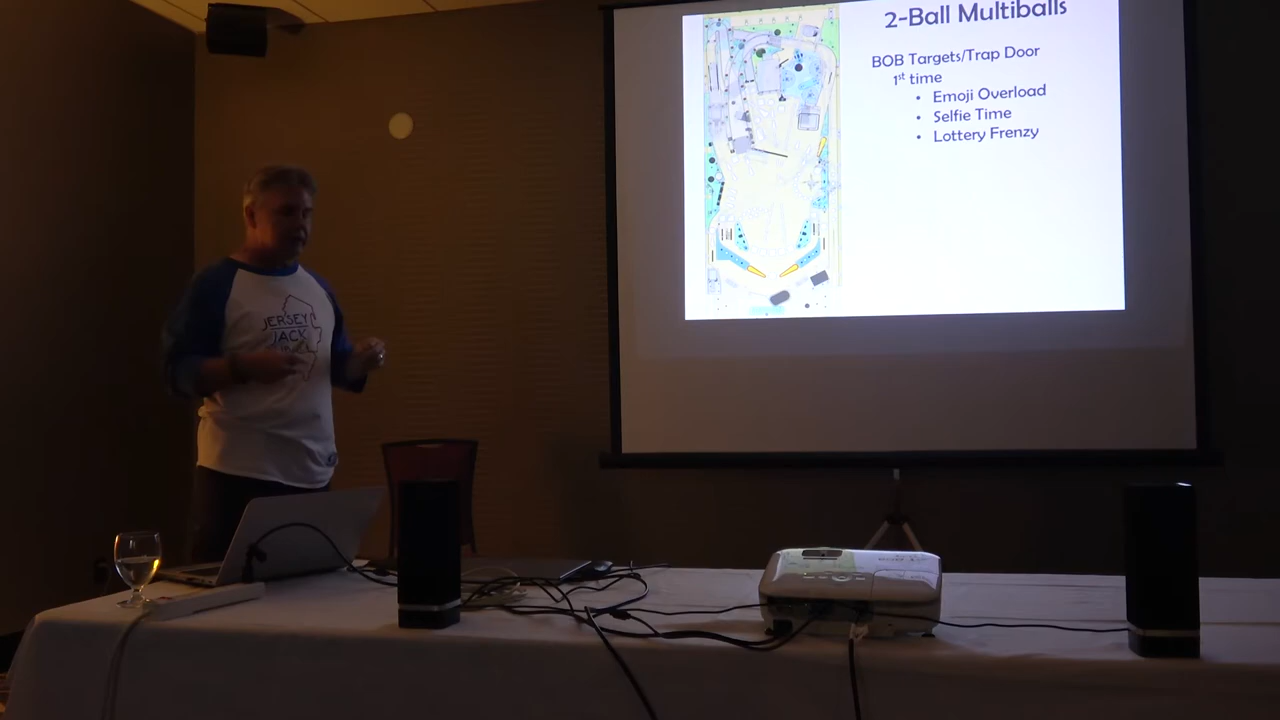 2-Ball Multiballs
BOB Targets/Trap Door
1st time
• Emoji Overload
• Selfie Time
• Lottery Frenzy
JERSEY
JACK